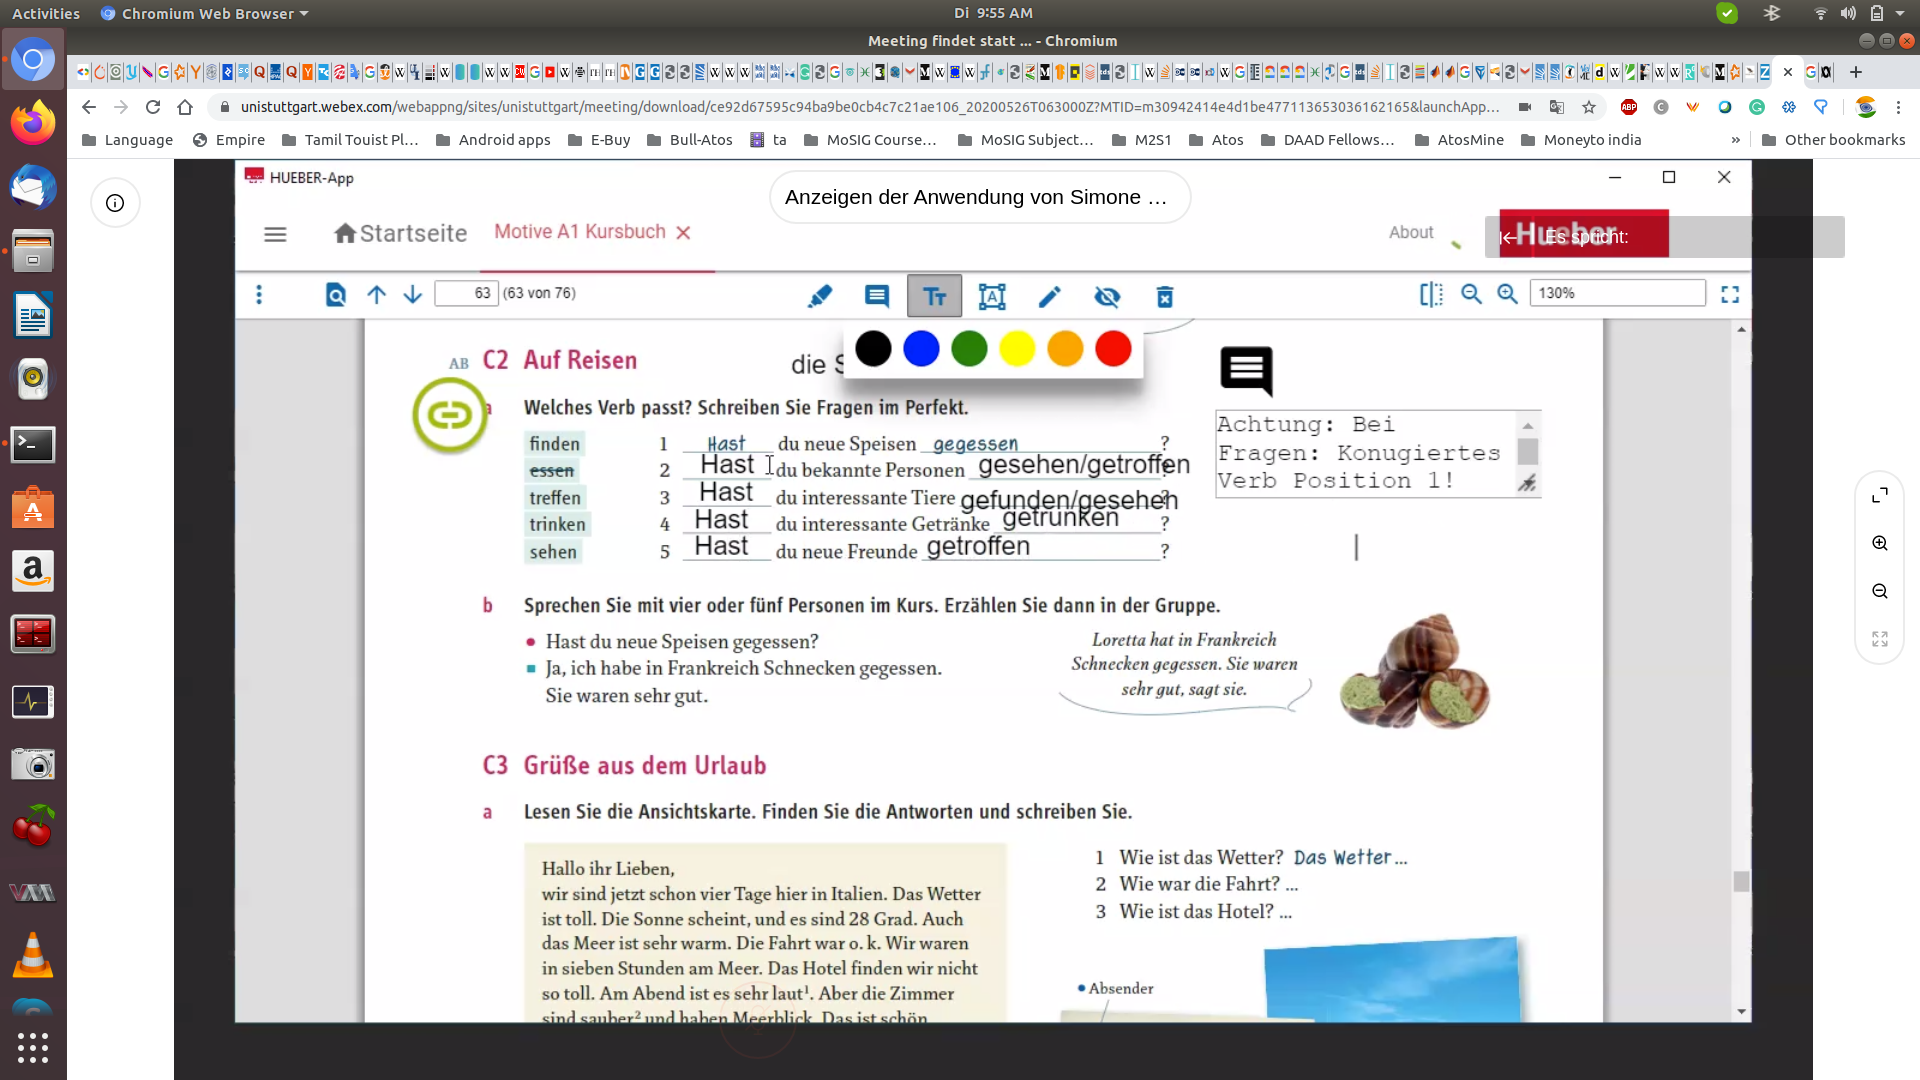 Activities
Chromium Web Browser
Di 9:55 AM
Meeting findet statt ... - Chromium
unistuttgart.webex.com/webappng/sites/unistuttgart/meeting/download/ce92d67595c94ba9be0cb4c7c21ae106_20200526T063000Z?MTID=m30942414e4d1be477113653036162165&launchApp...
Language
Empire
Tamil Touist Pl...
Android apps
E-Buy
Bull-Atos
ta
MoSIG Course...
MoSIG Subject...
M2S1
Atos
DAAD Fellows...
AtosMine
Moneyto india
Other bookmarks
HUEBER-App
Anzeigen der Anwendung von Simone ...
Startseite
Motive A1 Kursbuch
About
Hueber
Es spricht:
63 (63 von 76)
130%
AB C2 Auf Reisen
die S
a Welches Verb passt? Schreiben Sie Fragen im Perfekt.
finden
essen
treffen
trinken
sehen
1 Hast du neue Speisen gegessen ?
2 Hast du bekannte Personen gesehen/getroffen ?
3 Hast du interessante Tiere gefunden/gesehen ?
4 Hast du interessante Getränke getrunken ?
5 Hast du neue Freunde getroffen ?
Achtung: Bei
Fragen: Konugiertes
Verb Position 1!
b Sprechen Sie mit vier oder fünf Personen im Kurs. Erzählen Sie dann in der Gruppe.
Hast du neue Speisen gegessen?
Ja, ich habe in Frankreich Schnecken gegessen.
Sie waren sehr gut.
Loretta hat in Frankreich
Schnecken gegessen. Sie waren
sehr gut, sagt sie.
C3 Grüße aus dem Urlaub
a Lesen Sie die Ansichtskarte. Finden Sie die Antworten und schreiben Sie.
Hallo ihr Lieben,
wir sind jetzt schon vier Tage hier in Italien. Das Wetter
ist toll. Die Sonne scheint, und es sind 28 Grad. Auch
das Meer ist sehr warm. Die Fahrt war o. k. Wir waren
in sieben Stunden am Meer. Das Hotel finden wir nicht
so toll. Am Abend ist es sehr laut¹. Aber die Zimmer
sind sauber² und haben Meerblick. Das ist schön.
1 Wie ist das Wetter? Das Wetter...
2 Wie war die Fahrt? ...
3 Wie ist das Hotel? ...
Absender